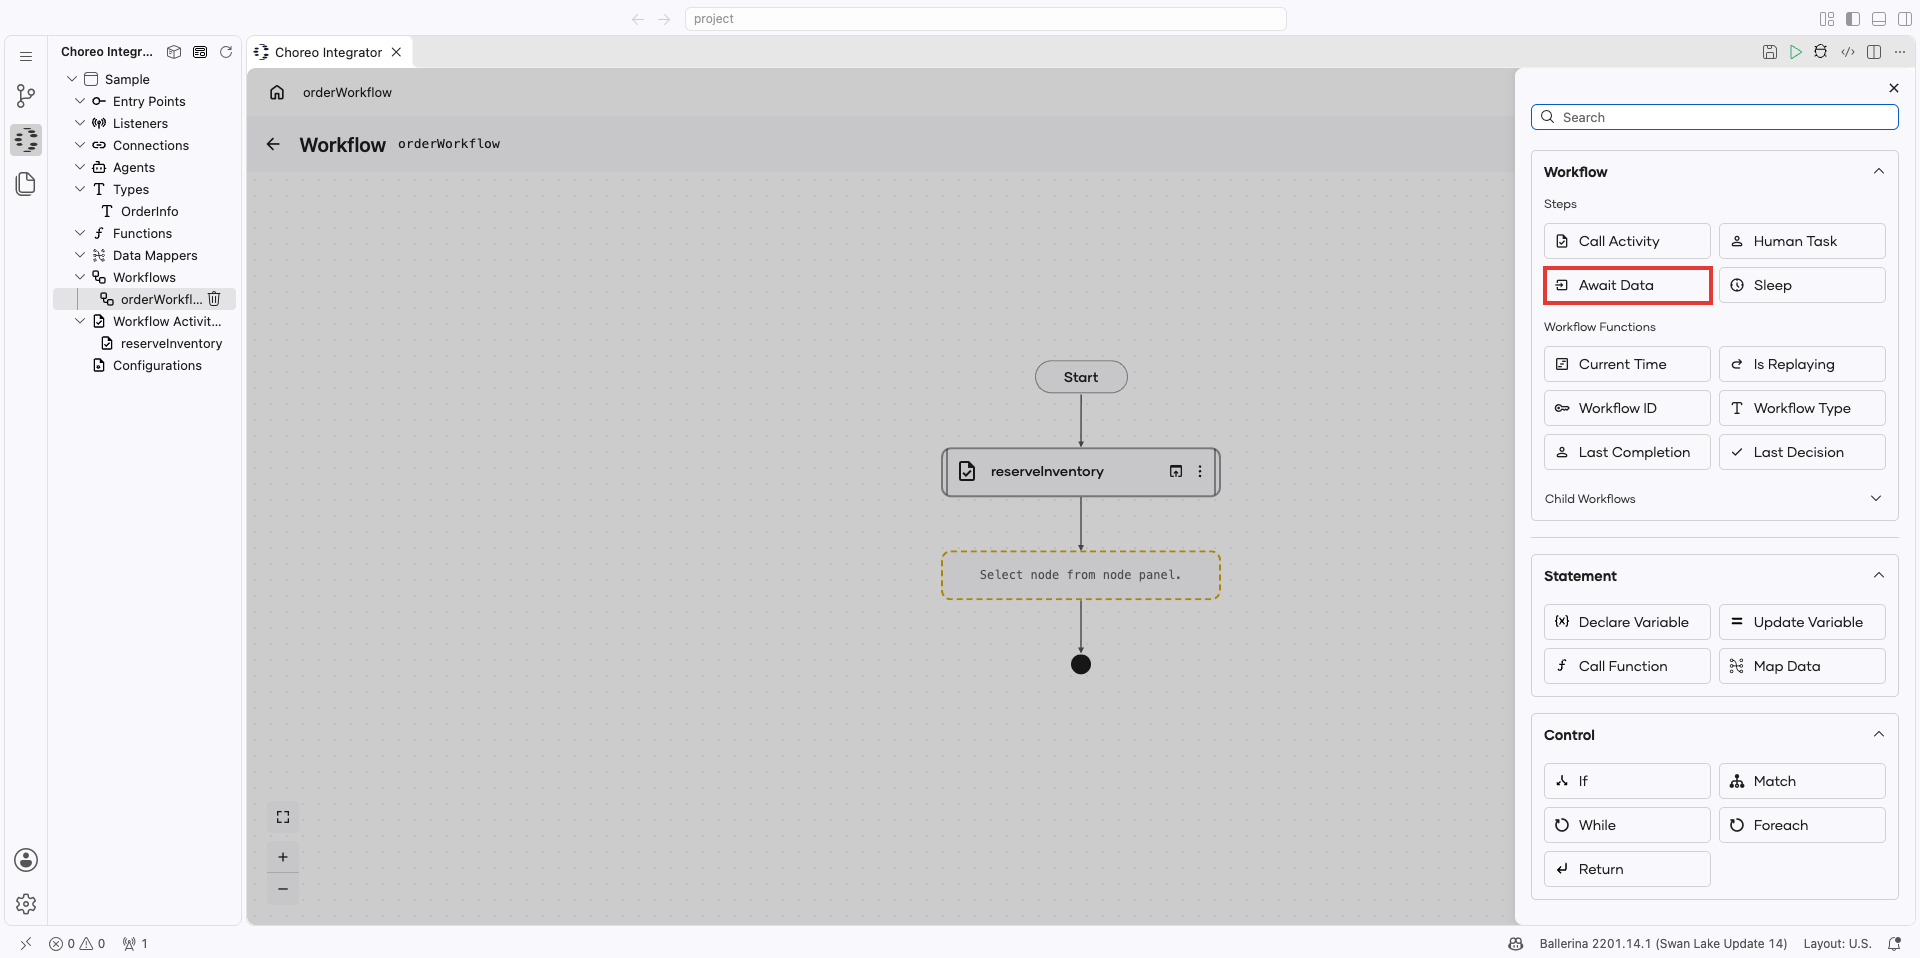 project
Choreo Integr...
Sample
Entry Points
Listeners
Connections
Agents
Types
OrderInfo
Functions
Data Mappers
Workflows
orderWorkfl...
Workflow Activit...
reserveInventory
Configurations
Choreo Integrator
orderWorkflow
Workflow orderWorkflow
Start
reserveInventory
Select node from node panel.
Search
Workflow
Steps
Call Activity
Human Task
Await Data
Sleep
Workflow Functions
Current Time
Is Replaying
Workflow ID
Workflow Type
Last Completion
Last Decision
Child Workflows
Statement
Declare Variable
Update Variable
Call Function
Map Data
Control
If
Match
While
Foreach
Return
0 0 1
Ballerina 2201.14.1 (Swan Lake Update 14) Layout: U.S.